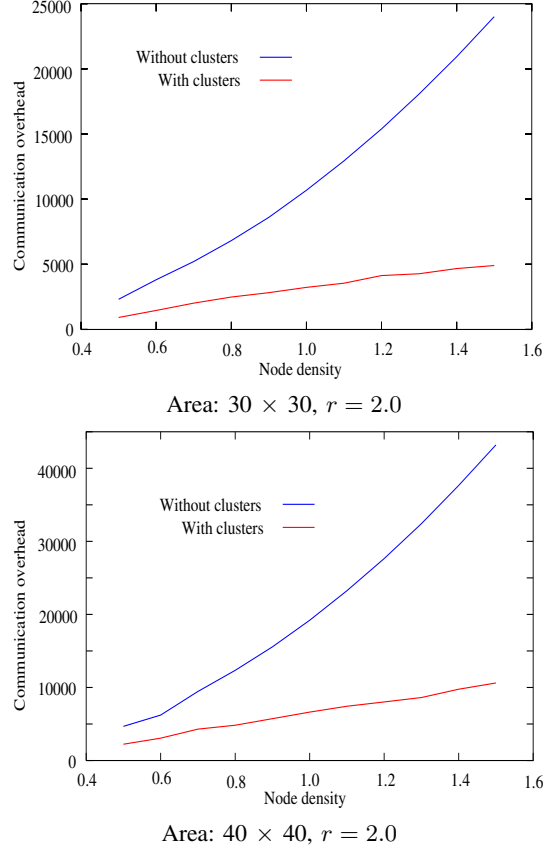 25000
20000
15000
10000
5000
0
Communication overhead
Without clusters
With clusters
0.4 0.6 0.8 1.0 1.2 1.4 1.6
Node density
Area: 30 × 30, r = 2.0
40000
30000
20000
10000
0
Communication overhead
Without clusters
With clusters
0.4 0.6 0.8 1.0 1.2 1.4 1.6
Node density
Area: 40 × 40, r = 2.0